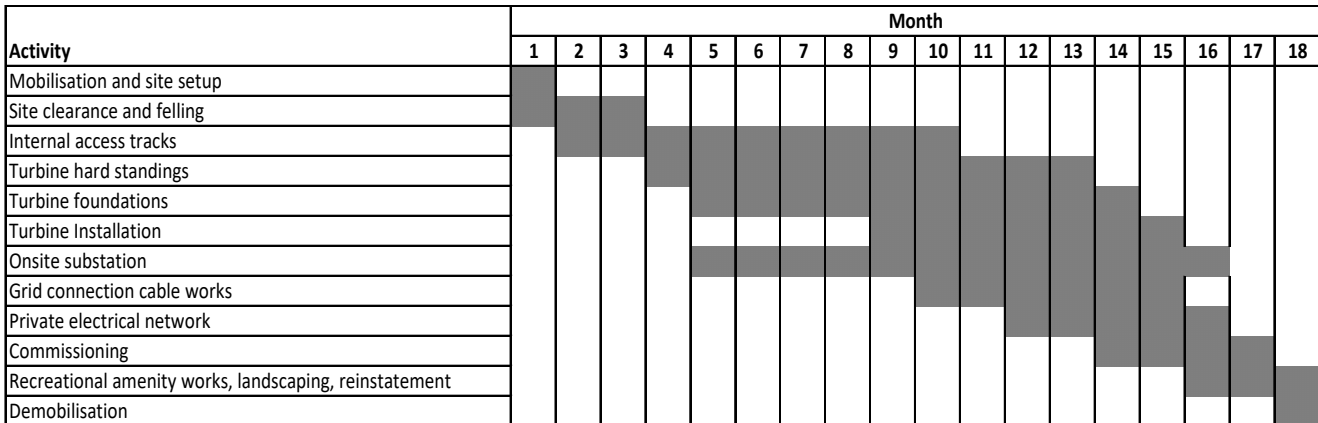 Month
Activity 1 2 3 4 5 6 7 8 9 10 11 12 13 14 15 16 17 18
Mobilisation and site setup
Site clearance and felling
Internal access tracks
Turbine hard standings
Turbine foundations
Turbine Installation
Onsite substation
Grid connection cable works
Private electrical network
Commissioning
Recreational amenity works, landscaping, reinstatement
Demobilisation